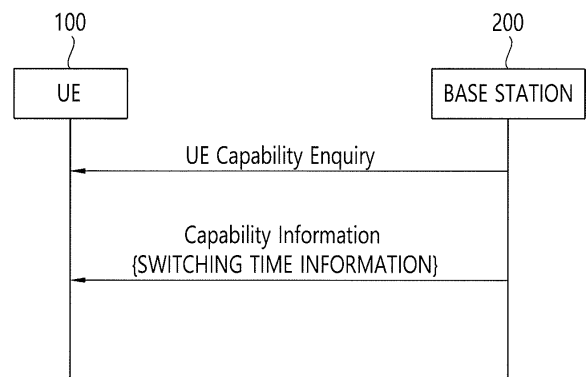 100
200
UE
BASE STATION
UE Capability Enquiry
Capability Information
{SWITCHING TIME INFORMATION}